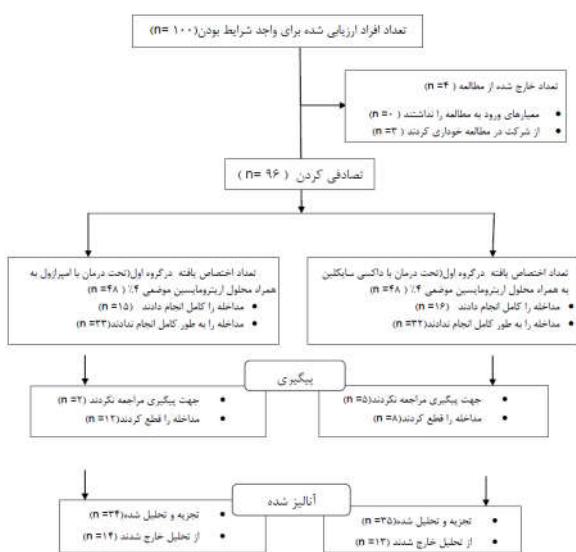 تعداد افراد ارزیابی شده برای واجد شرایط بودن(n= ۱۰۰)
تعداد خارج شده از مطالعه (n =۴)
معیارهای ورود به مطالعه را نداشتند (n =۰)
از شرکت در مطالعه خودداری کردند (n =۳)
تصادفی کردن (n= ۹۶)
تعداد اختصاص یافته درگروه اول(تحت درمان با داکسی سایکلین
به همراه محلول اریترومایسین موضعی ۴٪ (n =۴۸)
مداخله را کامل انجام دادند (n =۱۶)
مداخله را به طور کامل انجام ندادند(n =۳۲)
تعداد اختصاص یافته درگروه اول(تحت درمان با امپرازول به
همراه محلول اریترومایسین موضعی ۴٪ (n =۴۸)
مداخله را کامل انجام دادند (n =۱۵)
مداخله را به طور کامل انجام ندادند(n =۳۳)
پیگیری
جهت پیگیری مراجعه نکردند(n =۵)
مداخله را قطع کردند(n =۸)
جهت پیگیری مراجعه نکردند (n =۲)
مداخله را قطع کردند(n =۱۲)
آنالیز شده
تجزیه و تحلیل شده(n =۳۵)
از تحلیل خارج شدند (n =۱۳)
تجزیه و تحلیل شده(n =۳۴)
از تحلیل خارج شدند (n =۱۴)